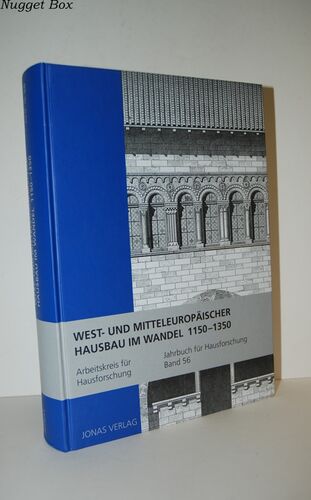 Nugget Box
HAUSBAU IM WANDEL 1150–1350
WEST- UND MITTELEUROPÄISCHER
HAUSBAU IM WANDEL 1150–1350
Arbeitskreis für
Hausforschung
Jahrbuch für Hausforschung
Band 56
JONAS VERLAG